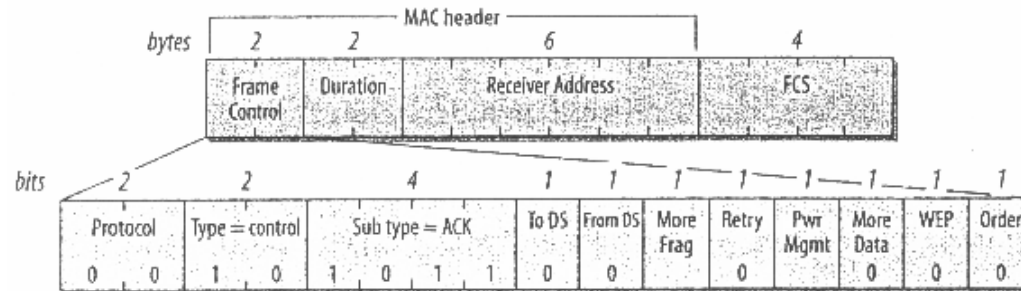 MAC header
bytes 2 2 6 4
Frame Control Duration Receiver Address FCS
bits 2 2 4 1 1 1 1 1 1 1 1
Protocol Type = control Sub type = ACK To DS From DS More Frag Retry Pwr Mgmt More Data WEP Order
0 0 1 0 1 0 1 1 0 0 0 0 0 0